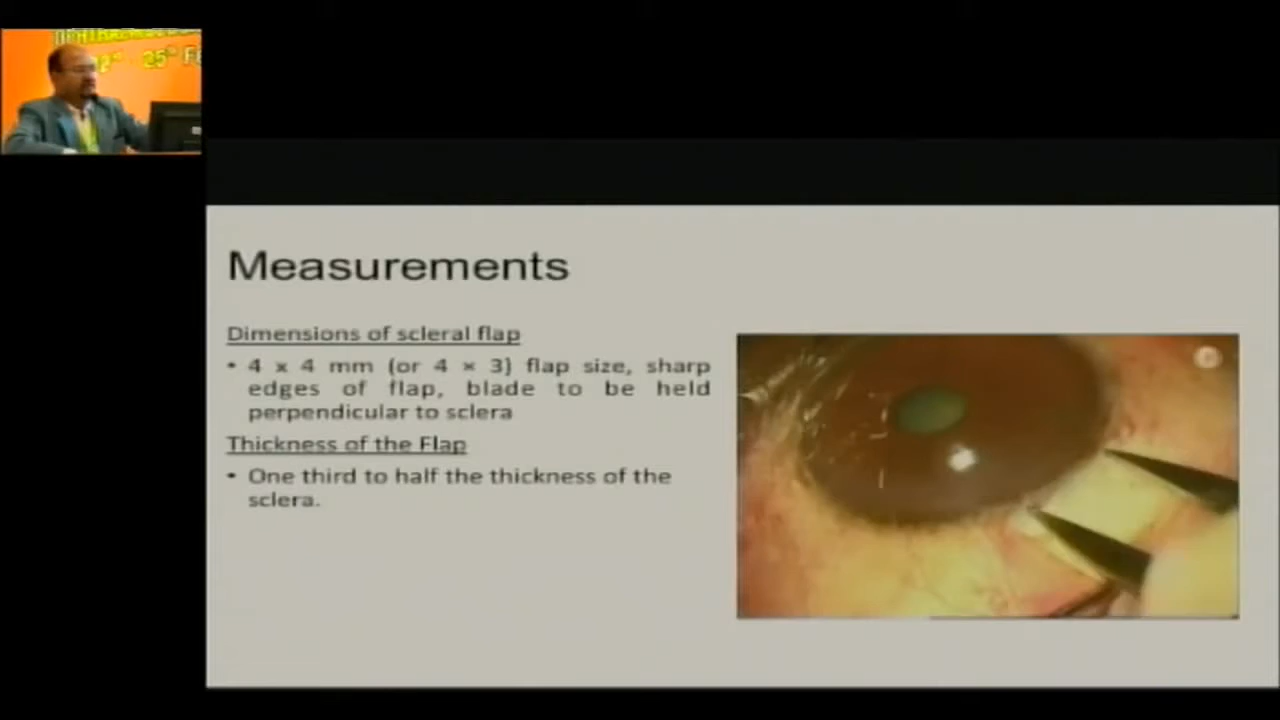 25th
Measurements
Dimensions of scleral flap
• 4 x 4 mm (or 4 × 3) flap size, sharp
edges of flap, blade to be held
perpendicular to sclera
Thickness of the Flap
• One third to half the thickness of the
sclera.